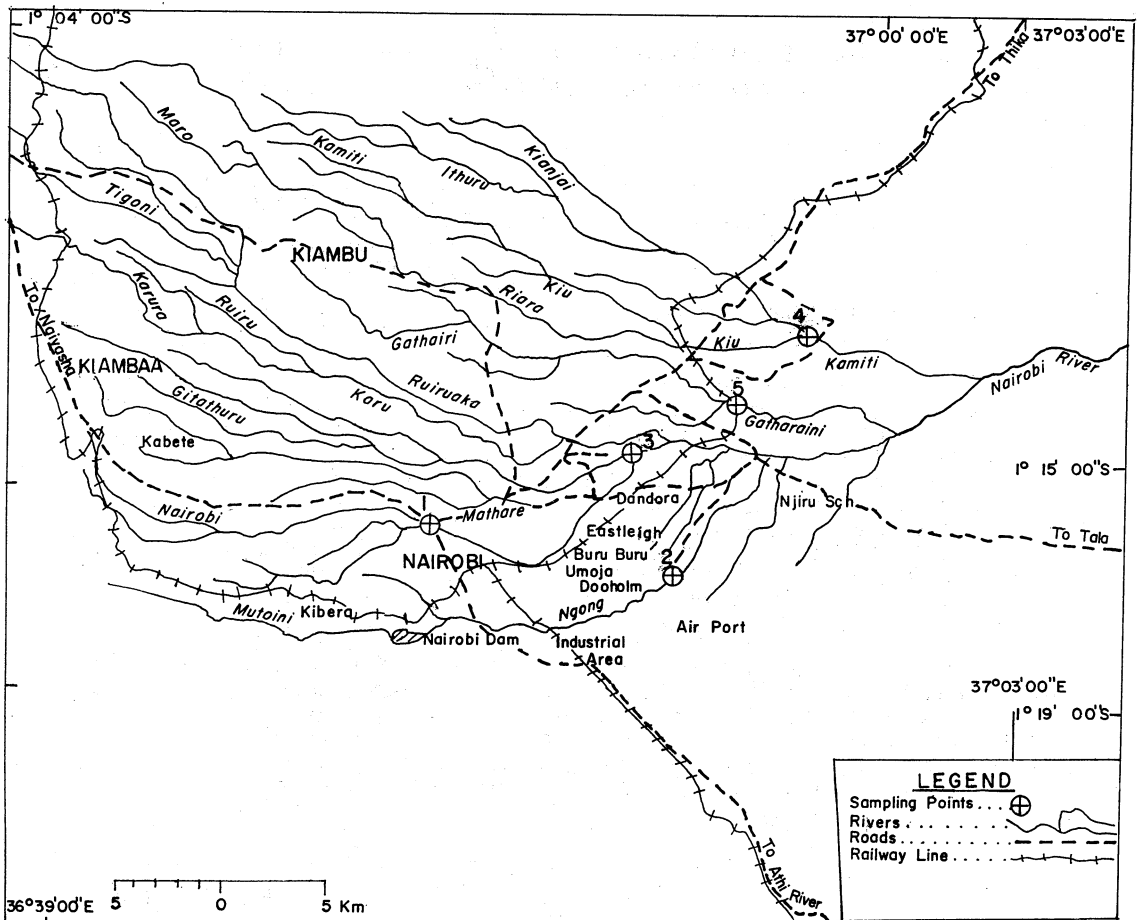 1° 04' 00"S
37° 00' 00"E
37° 03' 00"E
To Thika
Maro
Kamiti
Ithuru
Kianjai
Tigoni
KIAMBU
To Naivasha
Karura
Ruiru
Riara
Kiu
Gathairi
4
Kiu
Kamiti
Nairobi River
KIAMBAA
Gitathuru
Karu
Ruiruaka
5
Gatharaini
Kabete
3
1° 15' 00"S
Nairobi
Mathare
Dandora
Njiru Sch
To Tala
1
Eastleigh
NAIROBI
Buru Buru
2
Umoja
Dooholm
Mutoini
Kibera
Ngong
Air Port
Nairobi Dam
Industrial
Area
37° 03' 00"E
1° 19' 00"S
LEGEND
Sampling Points . . .
Rivers . . . . . . . .
Roads . . . . . . . . .
Railway Line . . . . .
To Athi River
36° 39' 00"E
5 0 5 Km